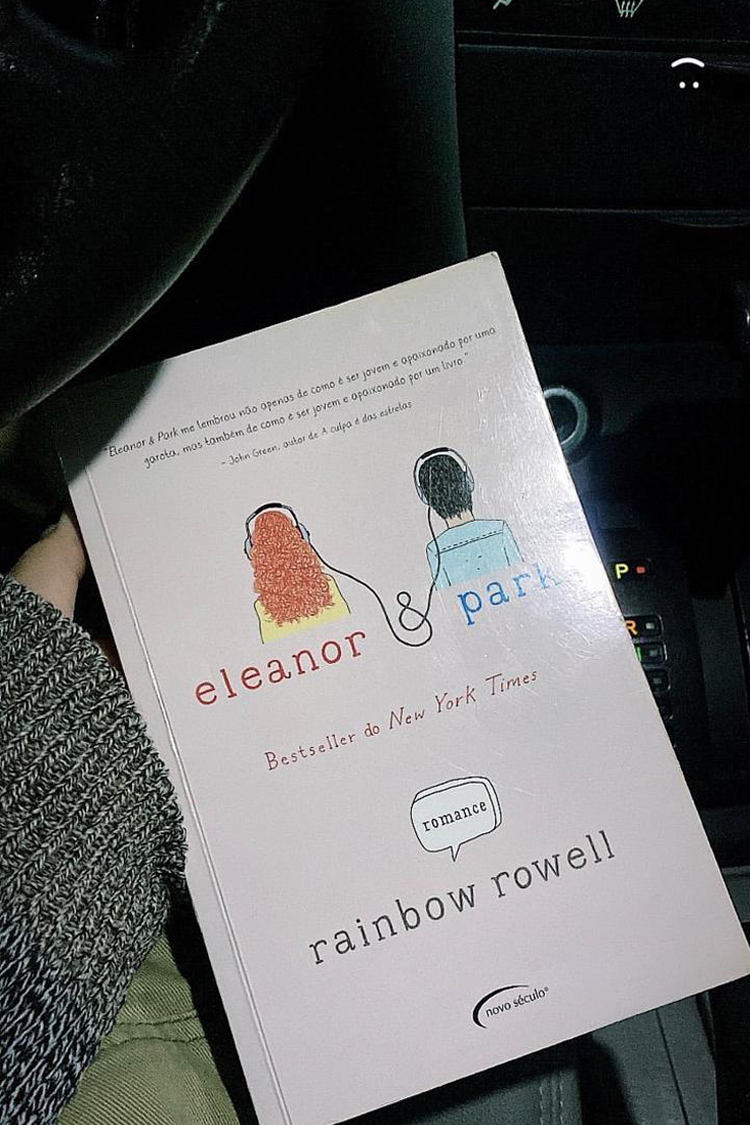 "Eleanor & Park me lembrou não apenas de como é ser jovem e apaixonado por uma
garota, mas também de como é ser jovem e apaixonado por um livro"
- John Green, autor de A culpa é das estrelas
eleanor
&
park
Bestseller do New York Times
romance
rainbow rowell
novo século®
P
R